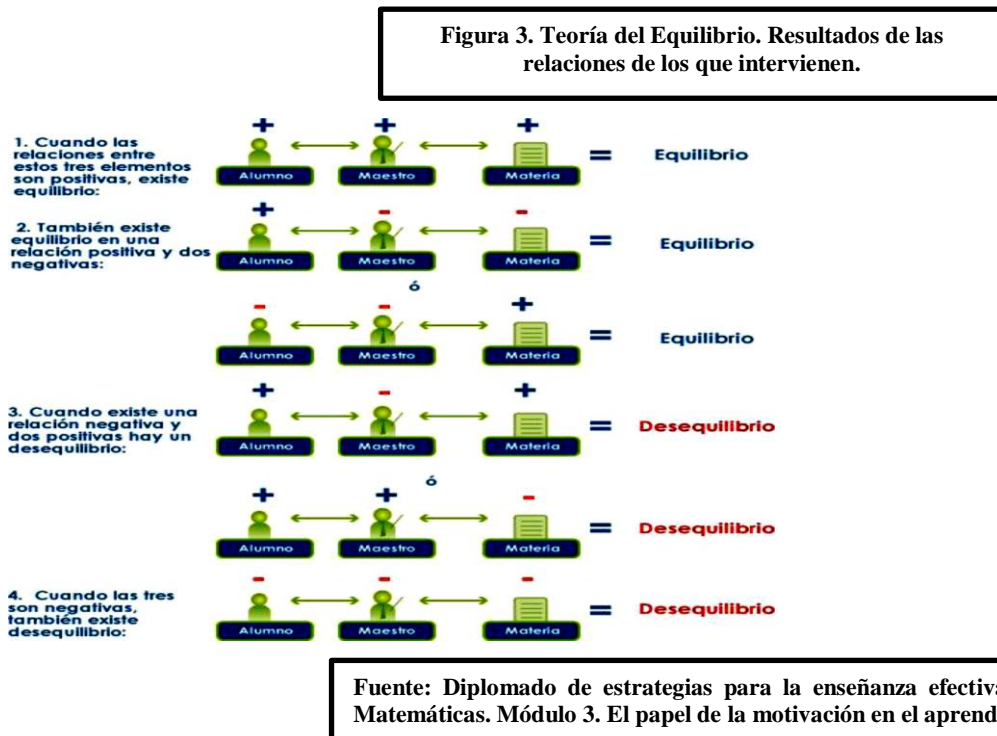 Figura 3. Teoría del Equilibrio. Resultados de las
relaciones de los que intervienen.
1. Cuando las
relaciones entre
estos tres elementos
son positivas, existe
equilibrio:
+ + +
Alumno Maestro Materia = Equilibrio
2. También existe
equilibrio en una
relación positiva y dos
negativas:
+ - -
Alumno Maestro Materia = Equilibrio
ó
- - +
Alumno Maestro Materia = Equilibrio
3. Cuando existe una
relación negativa y
dos positivas hay un
desequilibrio:
+ - +
Alumno Maestro Materia = Desequilibrio
ó
+ + -
Alumno Maestro Materia = Desequilibrio
4. Cuando las tres
son negativas,
también existe
desequilibrio:
- - -
Alumno Maestro Materia = Desequilibrio
Fuente: Diplomado de estrategias para la enseñanza efectiva
Matemáticas. Módulo 3. El papel de la motivación en el